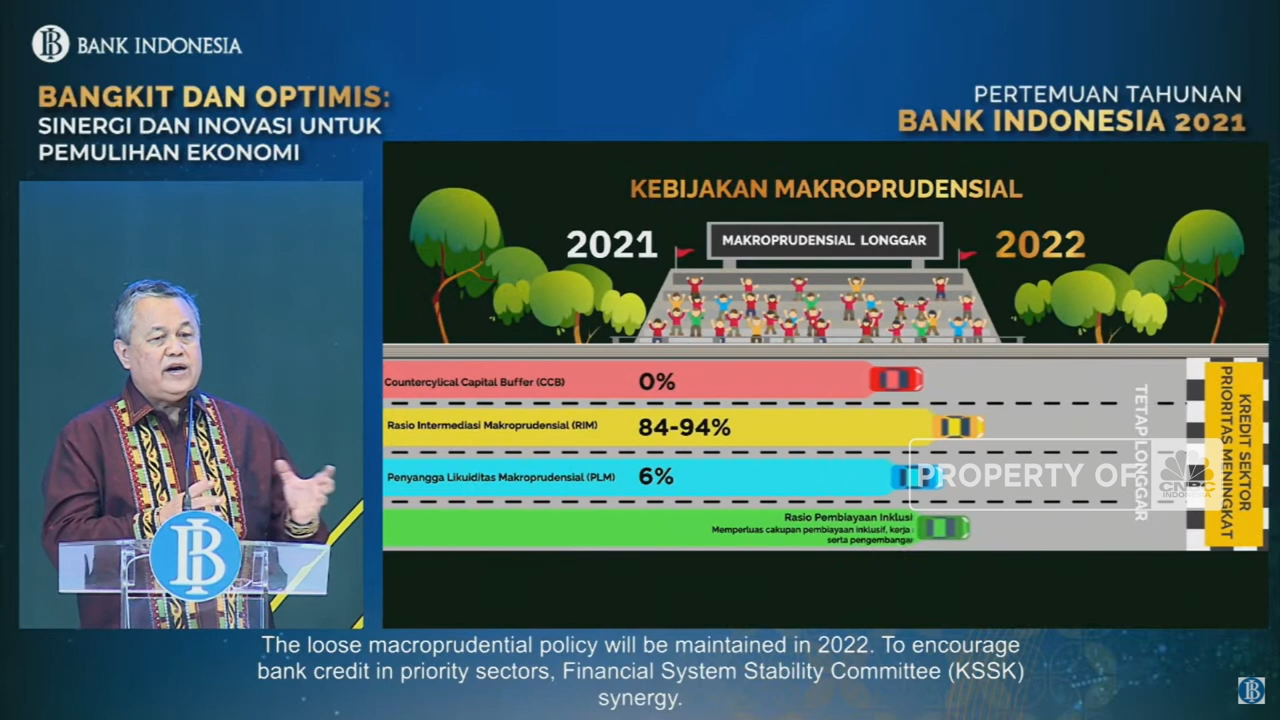 BANK INDONESIA
BANGKIT DAN OPTIMIS:
SINERGI DAN INOVASI UNTUK
PEMULIHAN EKONOMI
PERTEMUAN TAHUNAN
BANK INDONESIA 2021
KEBIJAKAN MAKROPRUDENSIAL
2021
MAKROPRUDENSIAL LONGGAR
2022
Countercylical Capital Buffer (CCB)
0%
Rasio Intermediasi Makroprudensial (RIM)
84-94%
Penyangga Likuiditas Makroprudensial (PLM)
6%
Rasio Pembiayaan Inklusi
Memperluas cakupan pembiayaan inklusif, kerja
serta pengembangan
TETAP LONGGAR
KREDIT SEKTOR
PRIORITAS MENINGKAT
PROPERTY OF
CNBC
INDONESIA
The loose macroprudential policy will be maintained in 2022. To encourage
bank credit in priority sectors, Financial System Stability Committee (KSSK)
synergy.